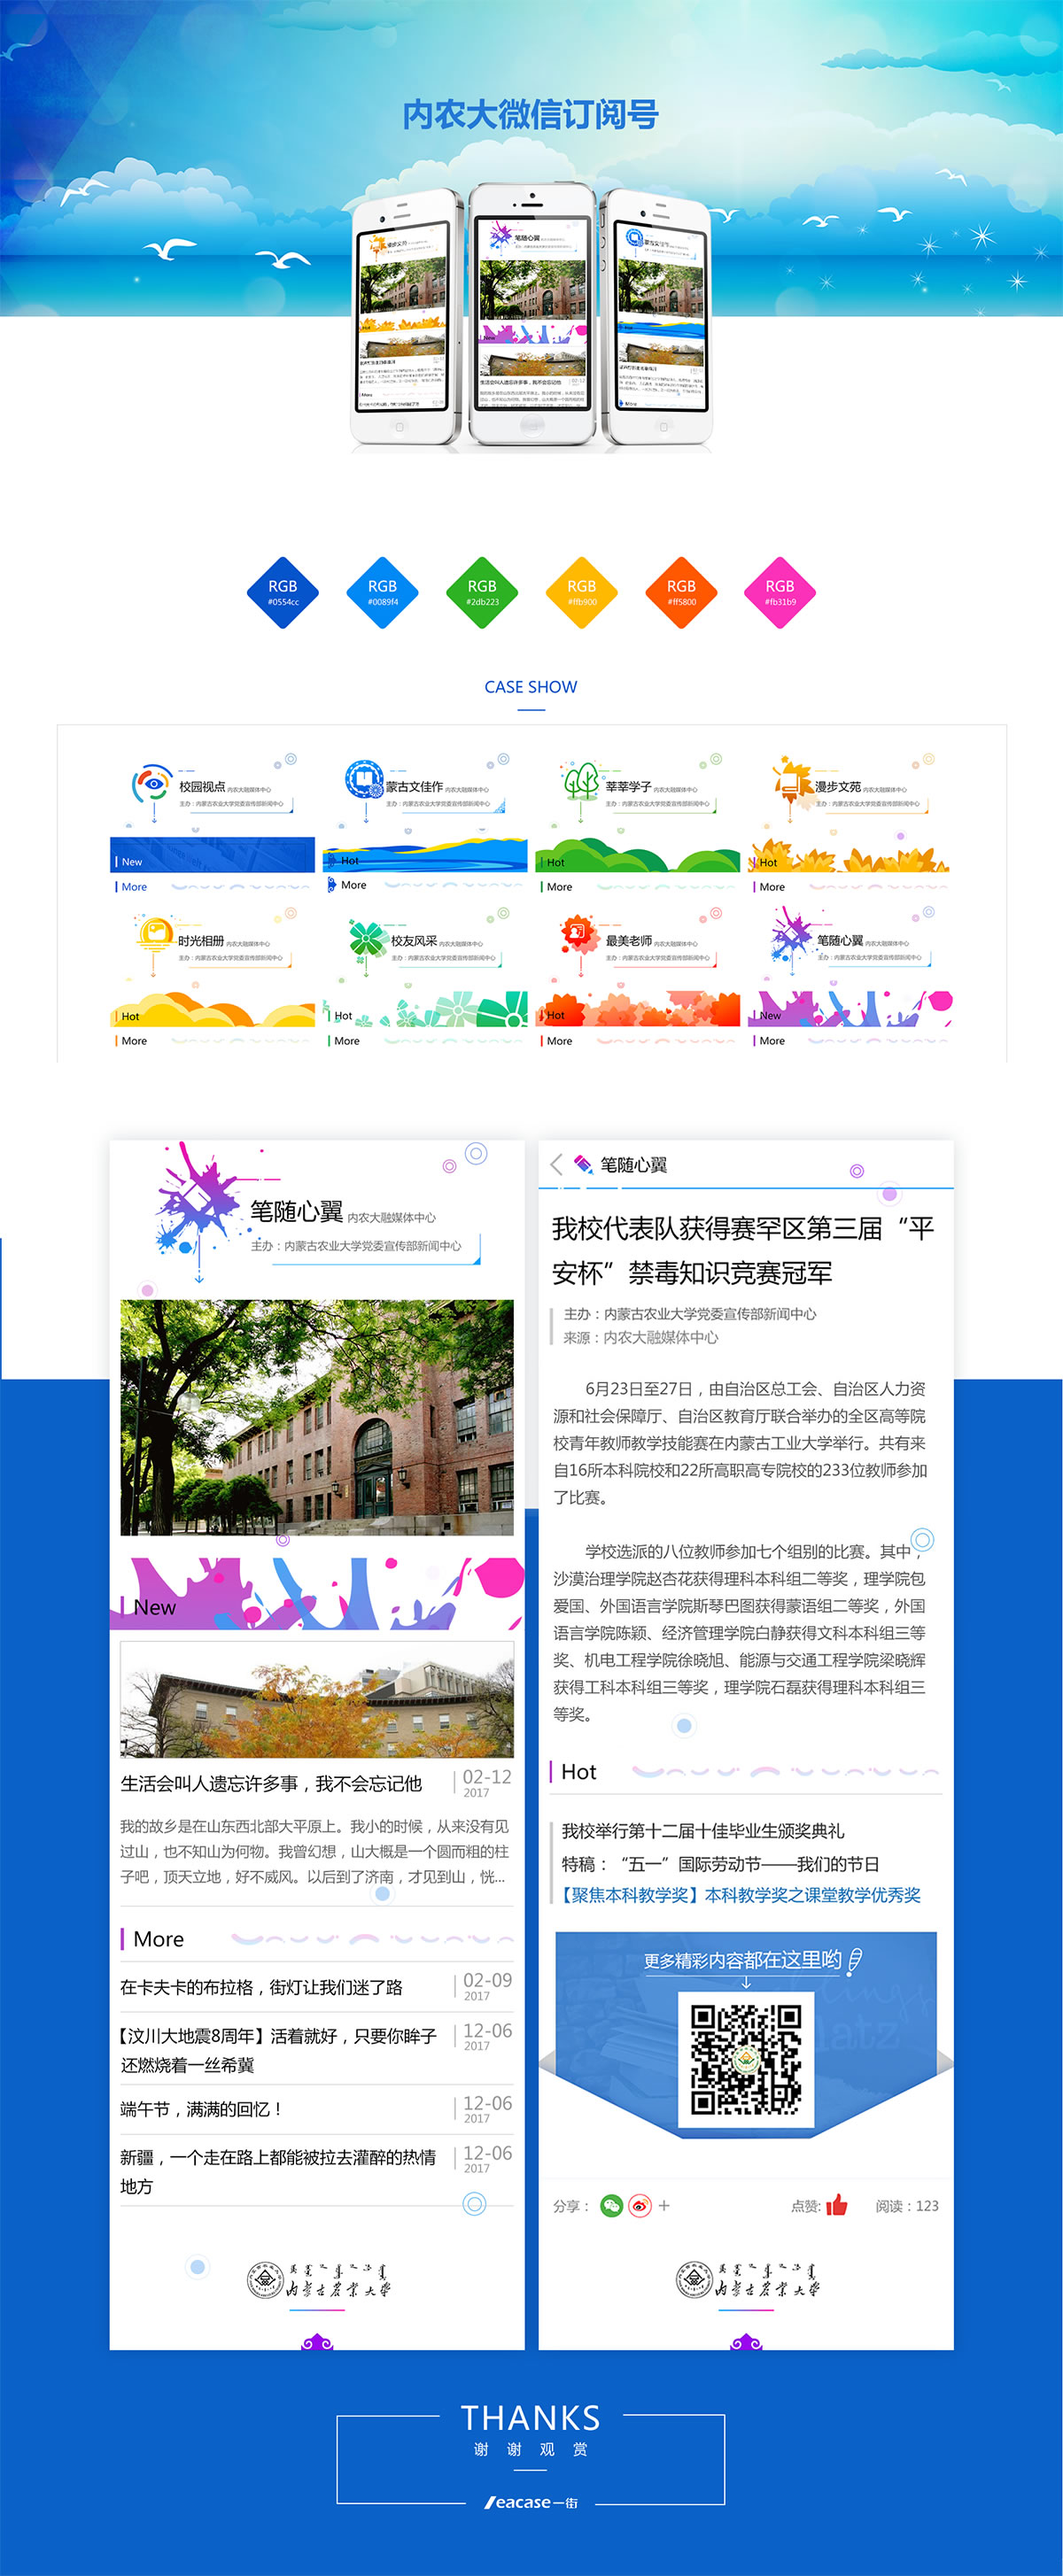 内农大微信订阅号
漫步文苑
笔随心翼
蒙古文佳作
Hot
生活会叫人遗忘许多事，我不会忘记他
02-12
More
More
RGB
#0554cc
RGB
#0089f4
RGB
#2db223
RGB
#ffb900
RGB
#ff5800
RGB
#fb31b9
CASE SHOW
校园视点 内农大融媒体中心
主办：内蒙古农业大学党委宣传部新闻中心
New
More
蒙古文佳作 内农大融媒体中心
主办：内蒙古农业大学党委宣传部新闻中心
Hot
More
莘莘学子 内农大融媒体中心
主办：内蒙古农业大学党委宣传部新闻中心
Hot
More
漫步文苑 内农大融媒体中心
主办：内蒙古农业大学党委宣传部新闻中心
Hot
More
时光相册 内农大融媒体中心
主办：内蒙古农业大学党委宣传部新闻中心
Hot
More
校友风采 内农大融媒体中心
主办：内蒙古农业大学党委宣传部新闻中心
Hot
More
最美老师 内农大融媒体中心
主办：内蒙古农业大学党委宣传部新闻中心
Hot
More
笔随心翼 内农大融媒体中心
主办：内蒙古农业大学党委宣传部新闻中心
New
More
笔随心翼 内农大融媒体中心
主办：内蒙古农业大学党委宣传部新闻中心
New
生活会叫人遗忘许多事，我不会忘记他
02-12
2017
我的故乡是在山东西北部大平原上。我小的时候，从来没有见
过山，也不知山为何物。我曾幻想，山大概是一个圆而粗的柱
子吧，顶天立地，好不威风。以后到了济南，才见到山，恍...
More
在卡夫卡的布拉格，街灯让我们迷了路
02-09
2017
【汶川大地震8周年】活着就好，只要你眸子
还燃烧着一丝希冀
12-06
2017
端午节，满满的回忆！
12-06
2017
新疆，一个走在路上都能被拉去灌醉的热情
地方
12-06
2017
内蒙古农业大学
笔随心翼
我校代表队获得赛罕区第三届“平
安杯”禁毒知识竞赛冠军
主办：内蒙古农业大学党委宣传部新闻中心
来源：内农大融媒体中心
6月23日至27日，由自治区总工会、自治区人力资
源和社会保障厅、自治区教育厅联合举办的全区高等院
校青年教师教学技能赛在内蒙古工业大学举行。共有来
自16所本科院校和22所高职高专院校的233位教师参加
了比赛。
学校选派的八位教师参加七个组别的比赛。其中，
沙漠治理学院赵杏花获得理科本科组二等奖，理学院包
爱国、外国语言学院斯琴巴图获得蒙语组二等奖，外国
语言学院陈颖、经济管理学院白静获得文科本科组三等
奖、机电工程学院徐晓旭、能源与交通工程学院梁晓辉
获得工科本科组三等奖，理学院石磊获得理科本科组三
等奖。
Hot
我校举行第十二届十佳毕业生颁奖典礼
特稿：“五一”国际劳动节——我们的节日
【聚焦本科教学奖】本科教学奖之课堂教学优秀奖
更多精彩内容都在这里哟
分享：
+
点赞:
阅读：123
内蒙古农业大学
THANKS
谢谢观赏
eacase一街